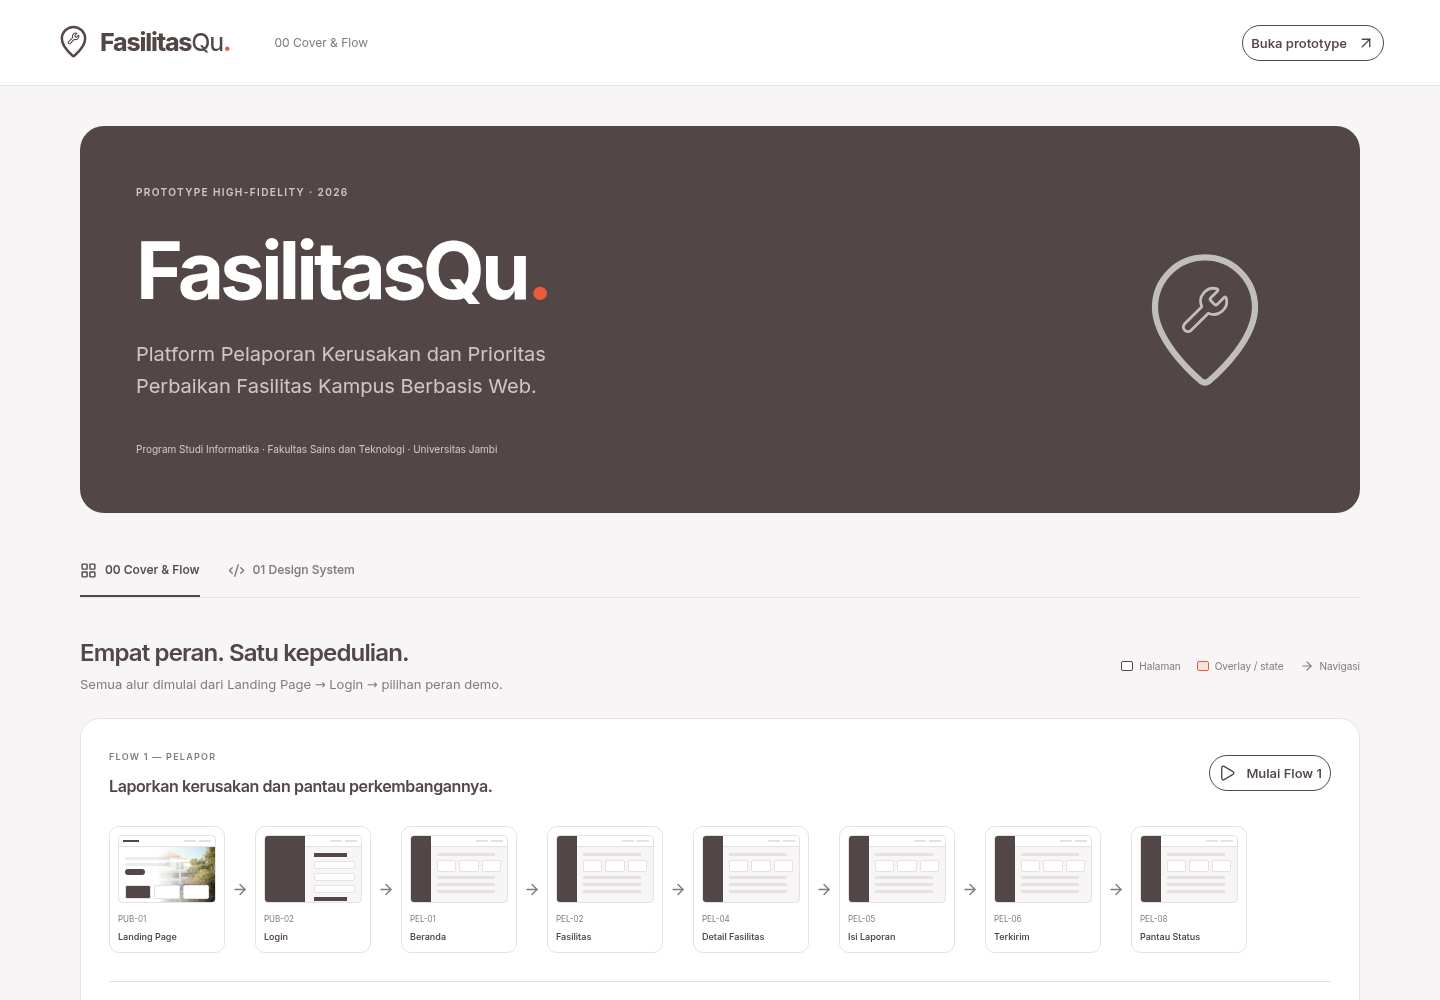 FasilitasQu.
00 Cover & Flow
Buka prototype
PROTOTYPE HIGH-FIDELITY · 2026
FasilitasQu.
Platform Pelaporan Kerusakan dan Prioritas
Perbaikan Fasilitas Kampus Berbasis Web.
Program Studi Informatika · Fakultas Sains dan Teknologi · Universitas Jambi
00 Cover & Flow
01 Design System
Empat peran. Satu kepedulian.
Semua alur dimulai dari Landing Page → Login → pilihan peran demo.
Halaman
Overlay / state
Navigasi
FLOW 1 — PELAPOR
Laporkan kerusakan dan pantau perkembangannya.
Mulai Flow 1
PUB-01
Landing Page
PUB-02
Login
PEL-01
Beranda
PEL-02
Fasilitas
PEL-04
Detail Fasilitas
PEL-05
Isi Laporan
PEL-06
Terkirim
PEL-08
Pantau Status